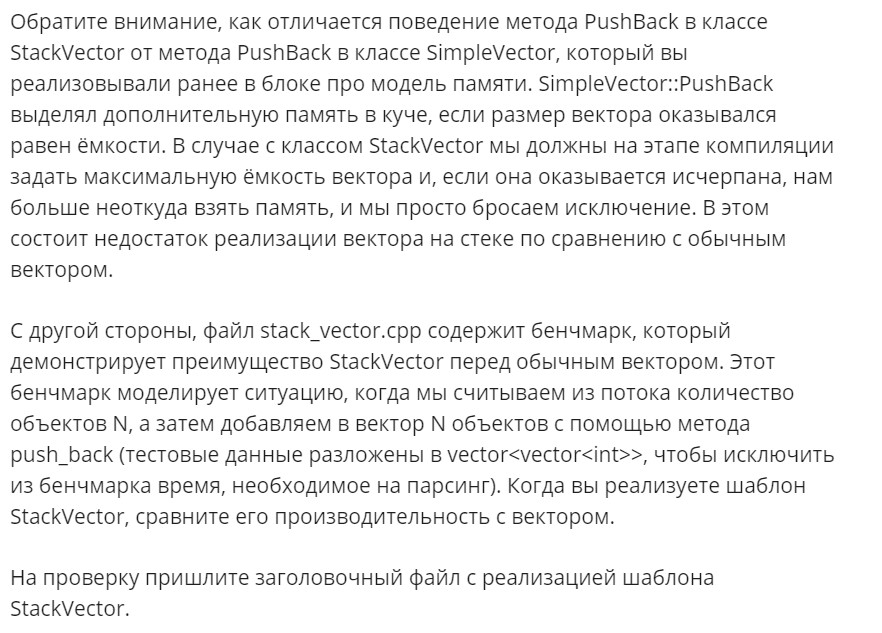 Обратите внимание, как отличается поведение метода PushBack в классе
StackVector от метода PushBack в классе SimpleVector, который вы
реализовывали ранее в блоке про модель памяти. SimpleVector::PushBack
выделял дополнительную память в куче, если размер вектора оказывался
равен ёмкости. В случае с классом StackVector мы должны на этапе компиляции
задать максимальную ёмкость вектора и, если она оказывается исчерпана, нам
больше неоткуда взять память, и мы просто бросаем исключение. В этом
состоит недостаток реализации вектора на стеке по сравнению с обычным
вектором.
С другой стороны, файл stack_vector.cpp содержит бенчмарк, который
демонстрирует преимущество StackVector перед обычным вектором. Этот
бенчмарк моделирует ситуацию, когда мы считываем из потока количество
объектов N, а затем добавляем в вектор N объектов с помощью метода
push_back (тестовые данные разложены в vector<vector<int>>, чтобы исключить
из бенчмарка время, необходимое на парсинг). Когда вы реализуете шаблон
StackVector, сравните его производительность с вектором.
На проверку пришлите заголовочный файл с реализацией шаблона
StackVector.